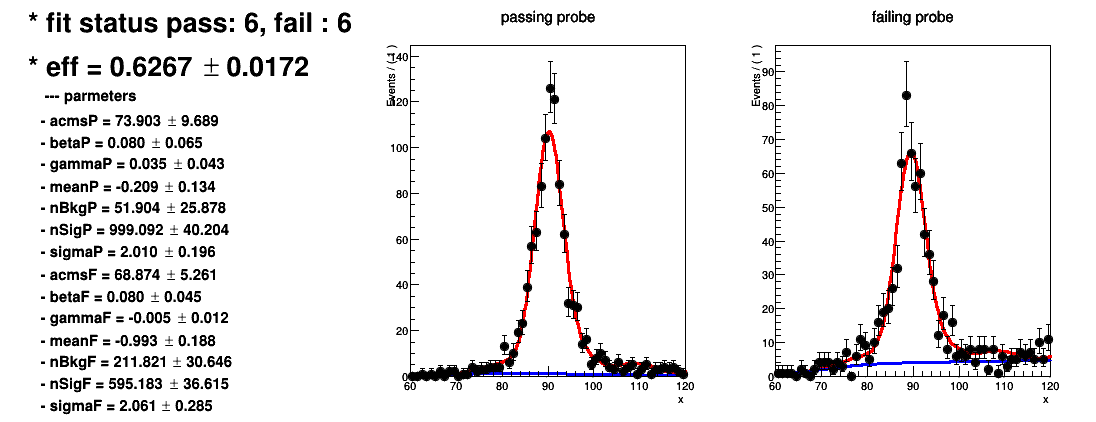 * fit status pass: 6, fail : 6
* eff = 0.6267 ± 0.0172
--- parmeters
- acmsP = 73.903 ± 9.689
- betaP = 0.080 ± 0.065
- gammaP = 0.035 ± 0.043
- meanP = -0.209 ± 0.134
- nBkgP = 51.904 ± 25.878
- nSigP = 999.092 ± 40.204
- sigmaP = 2.010 ± 0.196
- acmsF = 68.874 ± 5.261
- betaF = 0.080 ± 0.045
- gammaF = -0.005 ± 0.012
- meanF = -0.993 ± 0.188
- nBkgF = 211.821 ± 30.646
- nSigF = 595.183 ± 36.615
- sigmaF = 2.061 ± 0.285
passing probe
Events / ( 1 )
140
120
100
80
60
40
20
0
60 70 80 90 100 110 120
x
failing probe
Events / ( 1 )
90
80
70
60
50
40
30
20
10
0
60 70 80 90 100 110 120
x